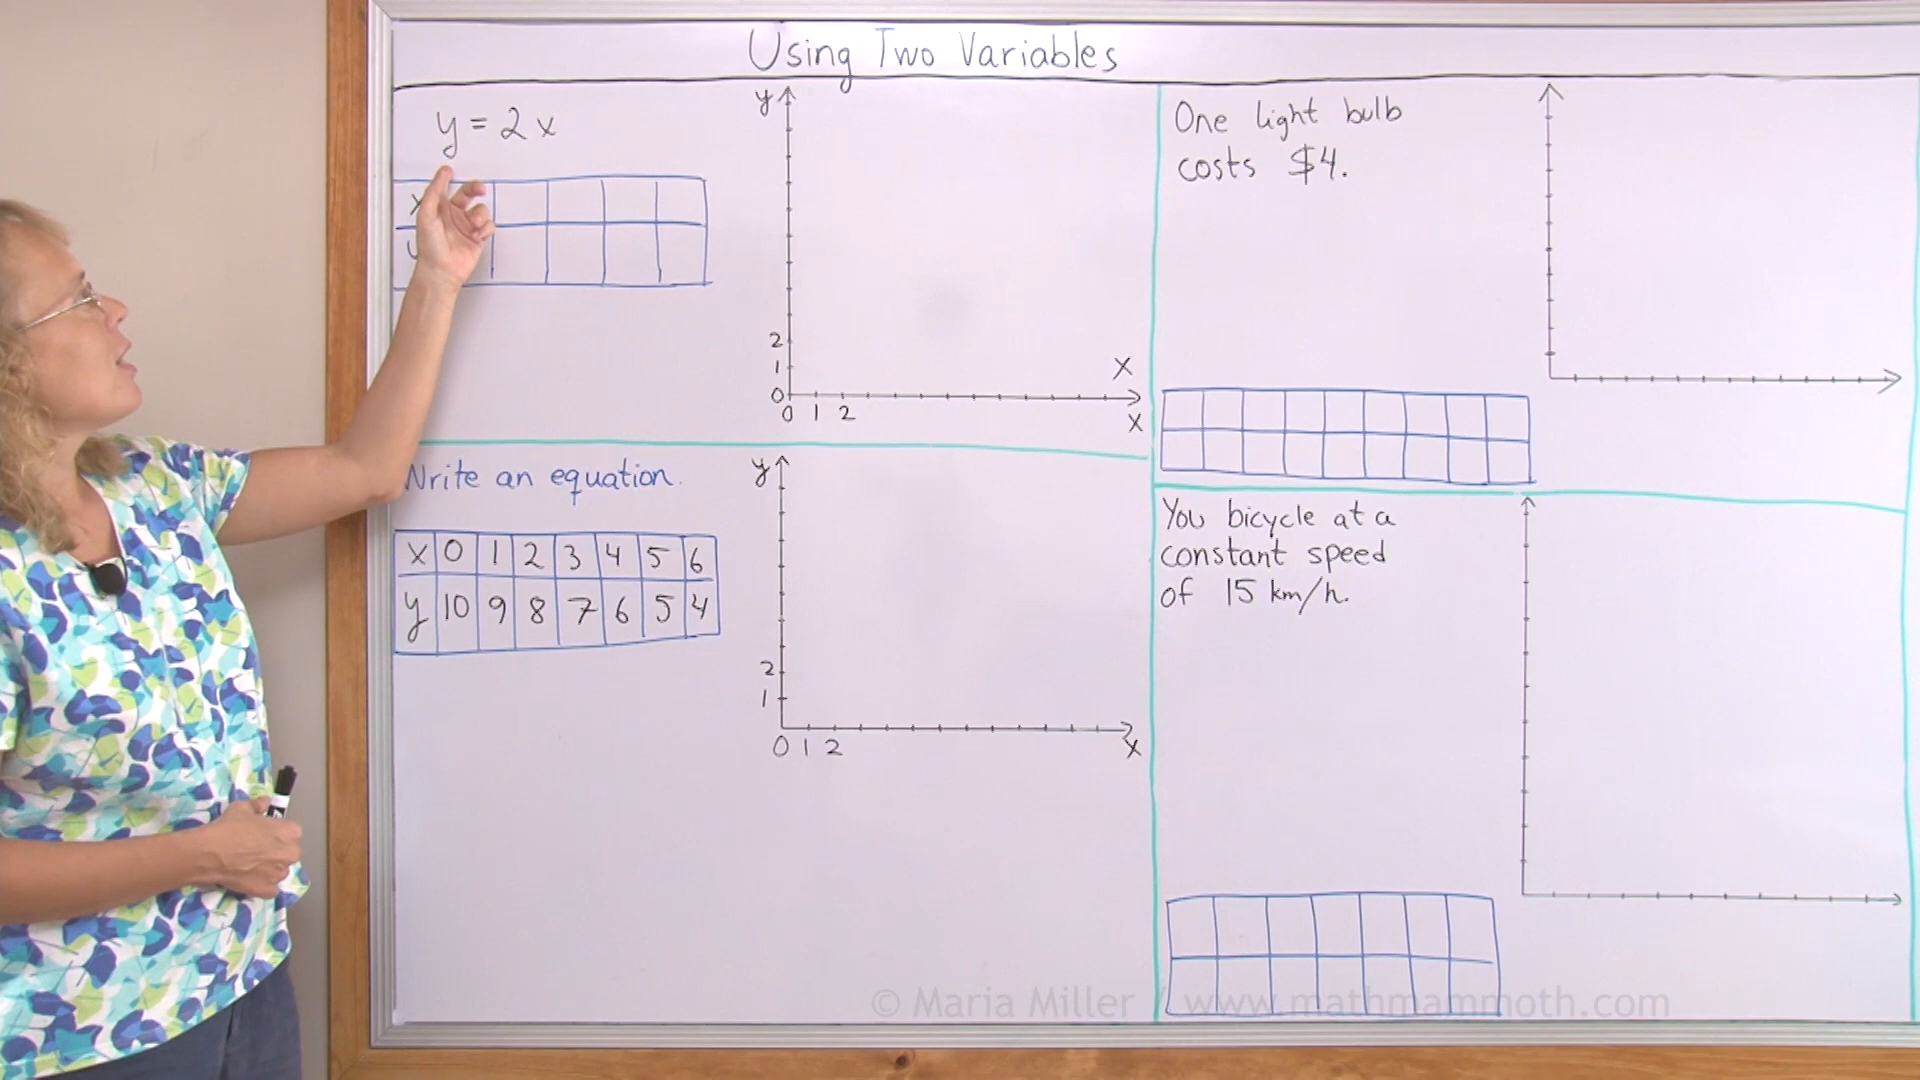 Using Two Variables
y = 2x
x
y
2
1
0
0 1 2
x
x
Write an equation.
x 0 1 2 3 4 5 6
y 10 9 8 7 6 5 4
y
2
1
0 1 2
x
One light bulb
costs $4.
You bicycle at a
constant speed
of 15 km/h.
© Maria Miller / www.mathmammoth.com